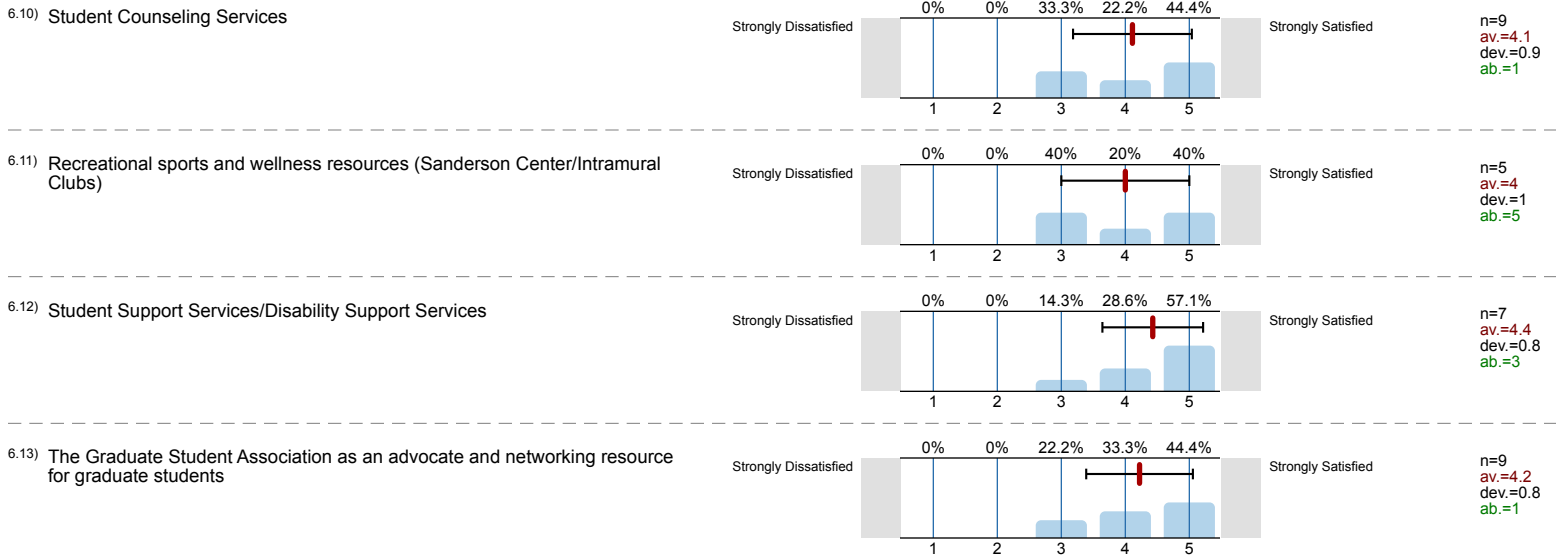 6.10) Student Counseling Services
Strongly Dissatisfied
0% 0% 33.3% 22.2% 44.4%
1 2 3 4 5
Strongly Satisfied
n=9
av.=4.1
dev.=0.9
ab.=1
6.11) Recreational sports and wellness resources (Sanderson Center/Intramural
Clubs)
Strongly Dissatisfied
0% 0% 40% 20% 40%
1 2 3 4 5
Strongly Satisfied
n=5
av.=4
dev.=1
ab.=5
6.12) Student Support Services/Disability Support Services
Strongly Dissatisfied
0% 0% 14.3% 28.6% 57.1%
1 2 3 4 5
Strongly Satisfied
n=7
av.=4.4
dev.=0.8
ab.=3
6.13) The Graduate Student Association as an advocate and networking resource
for graduate students
Strongly Dissatisfied
0% 0% 22.2% 33.3% 44.4%
1 2 3 4 5
Strongly Satisfied
n=9
av.=4.2
dev.=0.8
ab.=1